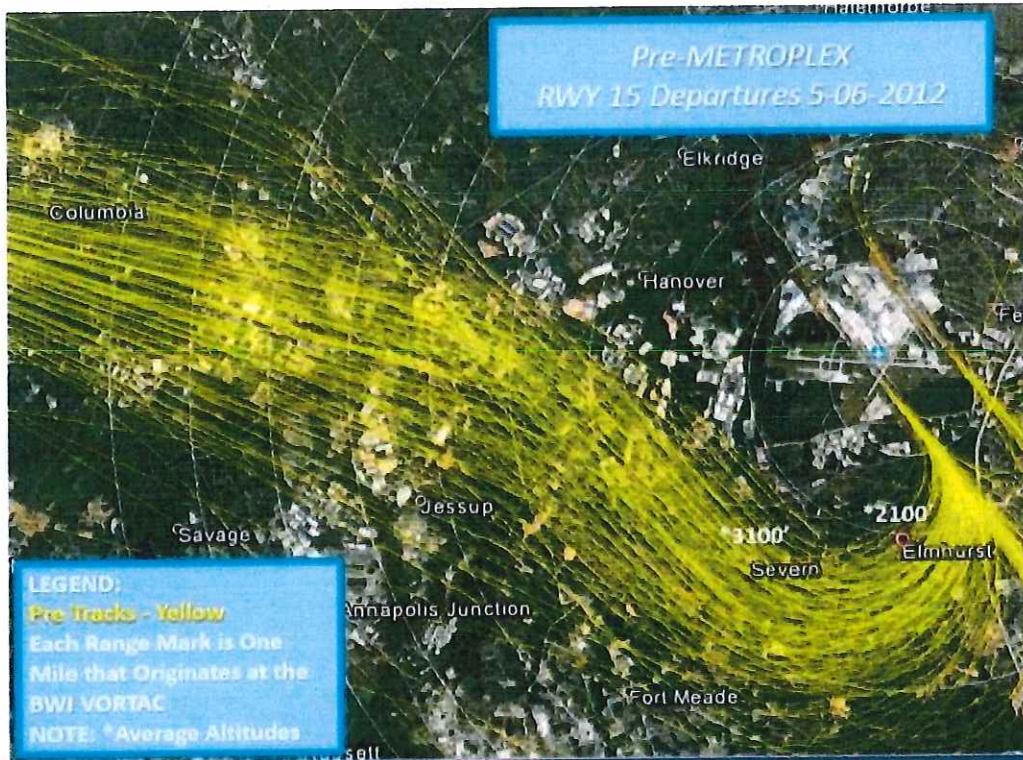 Halethorpe
Pre-METROPLEX
RWY 15 Departures 5-06-2012
Elkridge
Columbia
Hanover
*2100'
*3100'
Elmhurst
Jessup
Savage
Severn
LEGEND:
Pre Tracks - Yellow
Each Range Mark is One
Mile that Originates at the
BWI VORTAC
NOTE: *Average Altitudes
Annapolis Junction
Fort Meade